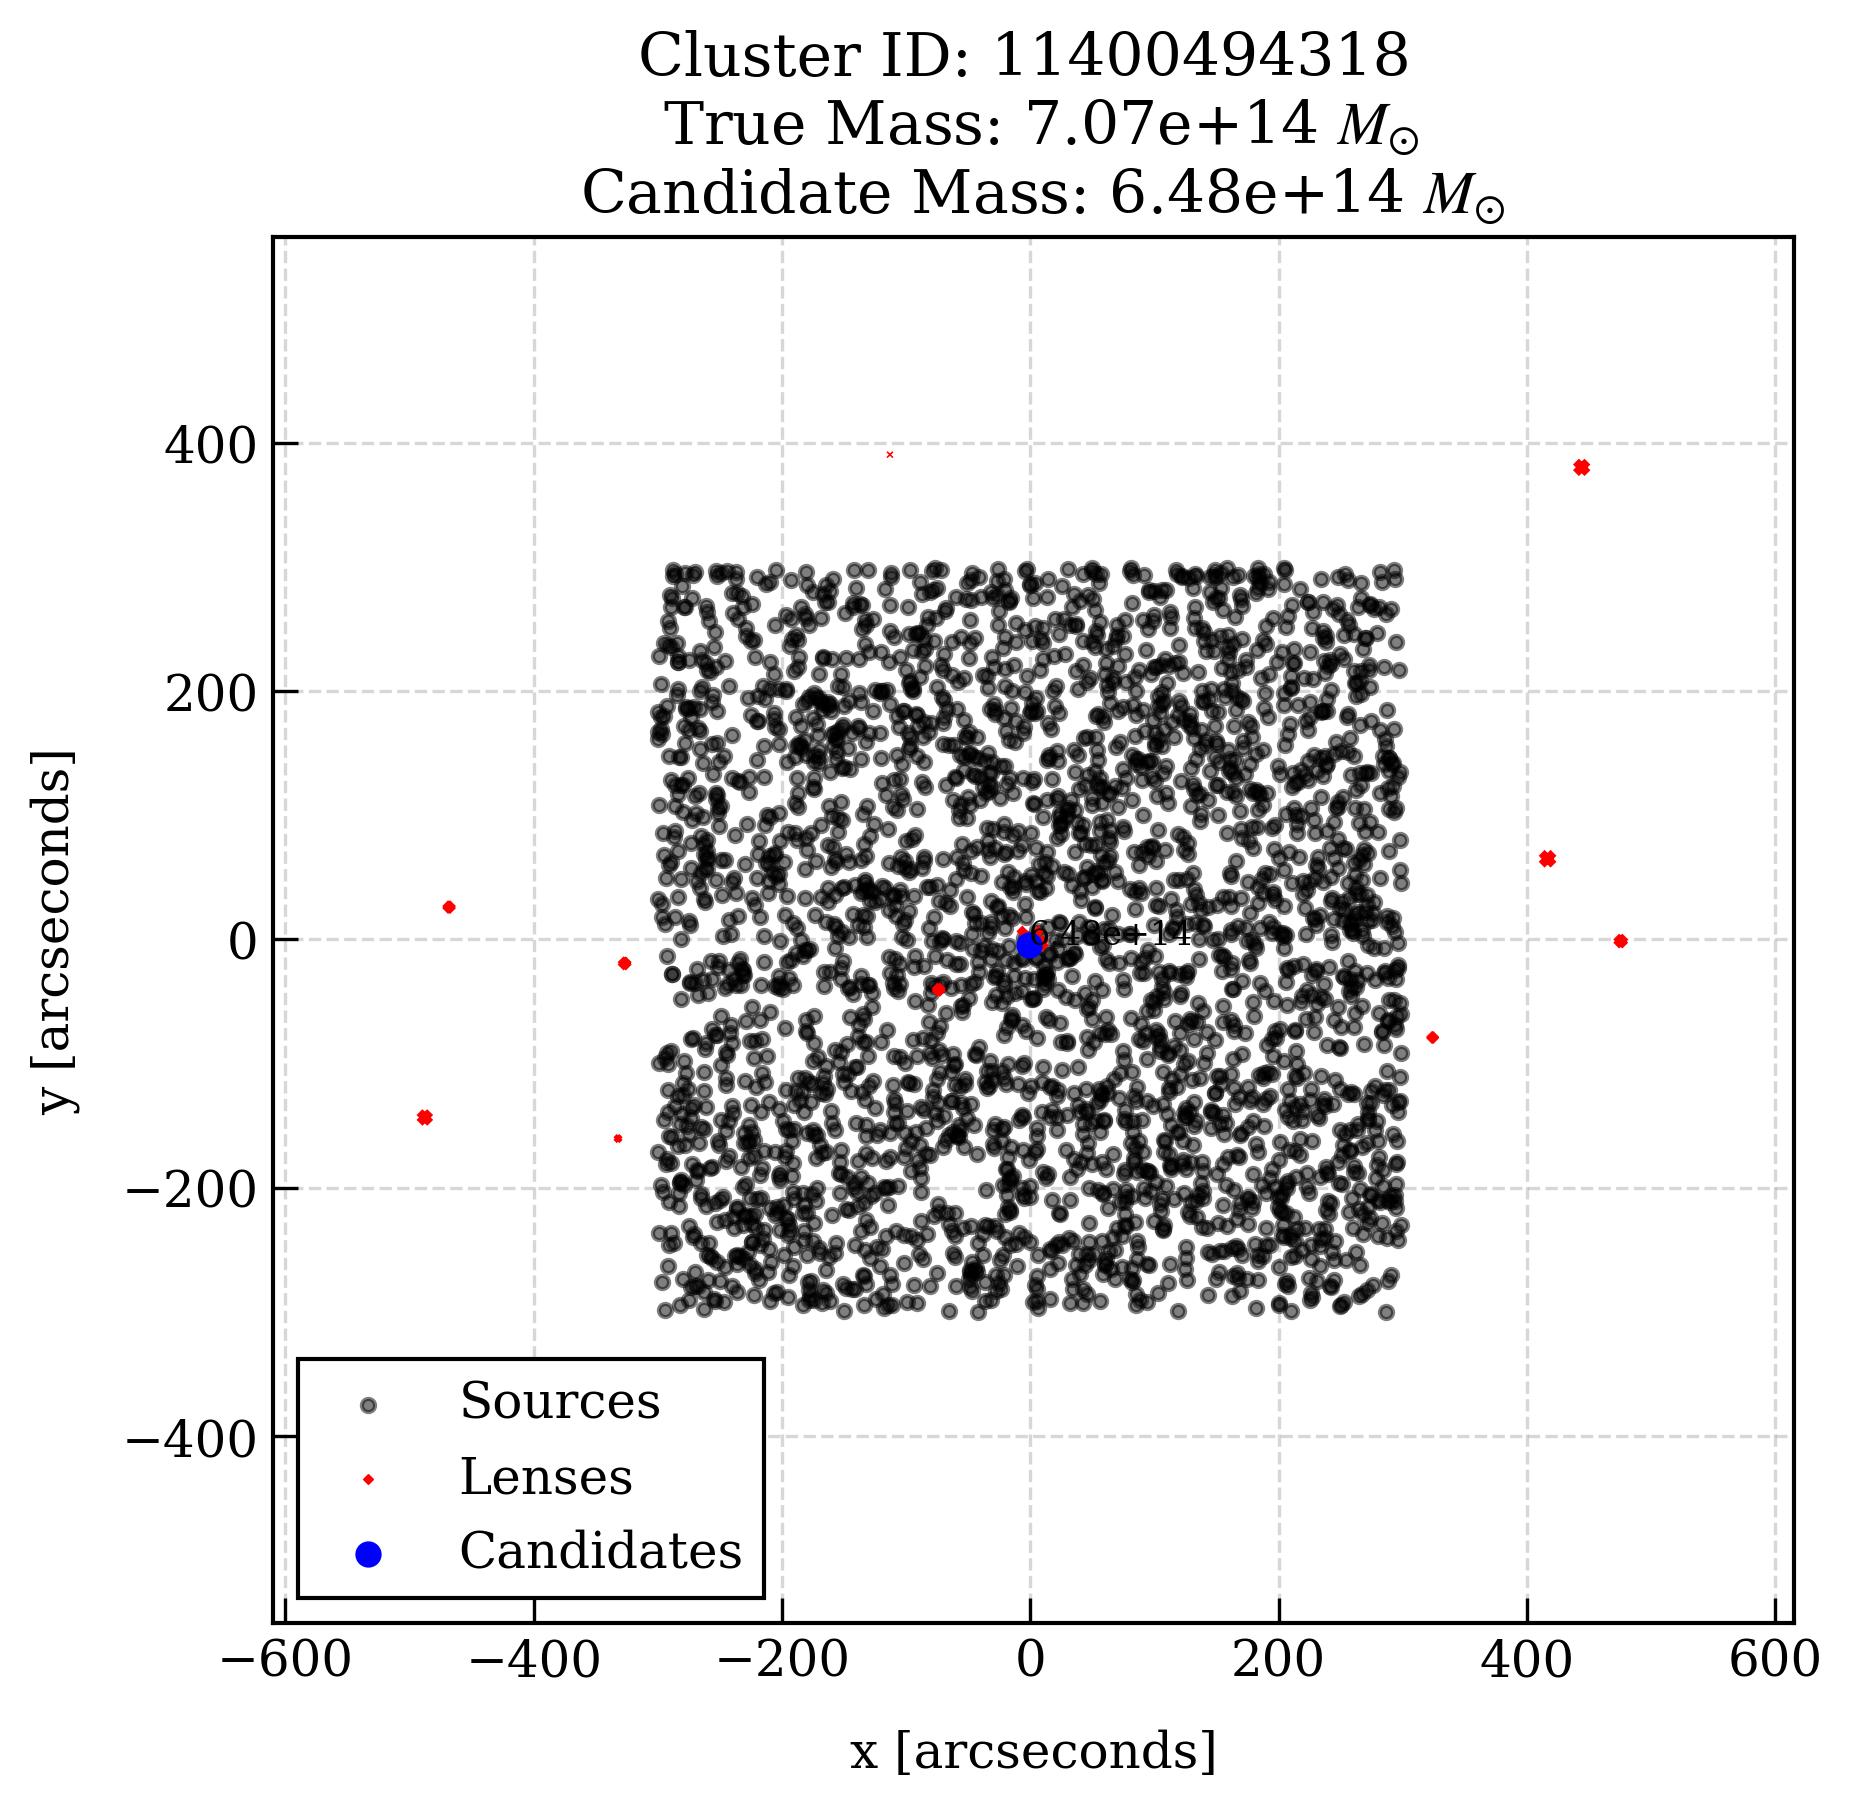 Cluster ID: 11400494318
True Mass: 7.07e+14 M⊙
Candidate Mass: 6.48e+14 M⊙
y [arcseconds]
400
200
0
−200
−400
6.48e+14
Sources
Lenses
Candidates
−600 −400 −200 0 200 400 600
x [arcseconds]